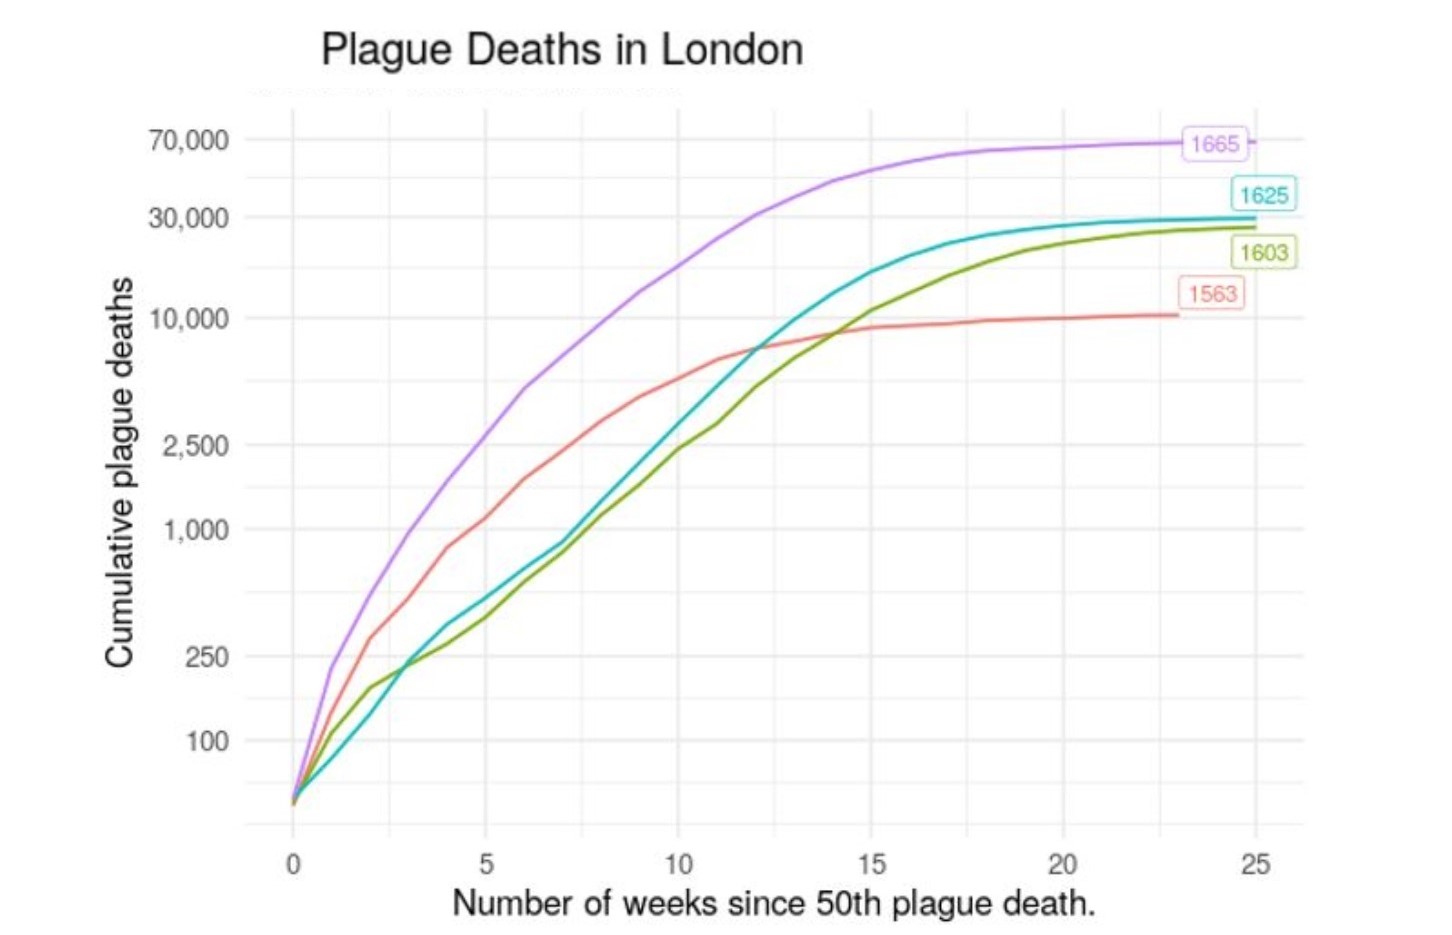 Plague Deaths in London
70,000
30,000
10,000
2,500
1,000
250
100
Cumulative plague deaths
1665
1625
1603
1563
0 5 10 15 20 25
Number of weeks since 50th plague death.